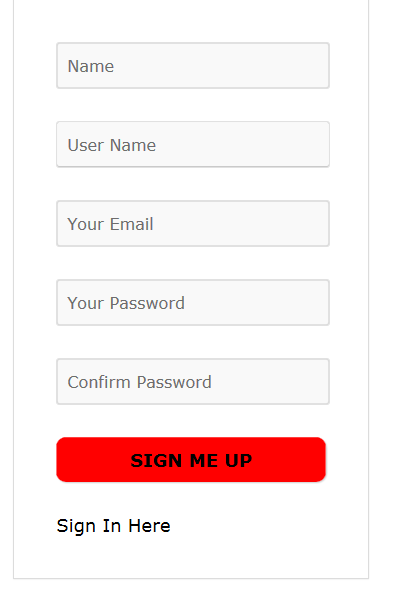 Name
User Name
Your Email
Your Password
Confirm Password
SIGN ME UP
Sign In Here